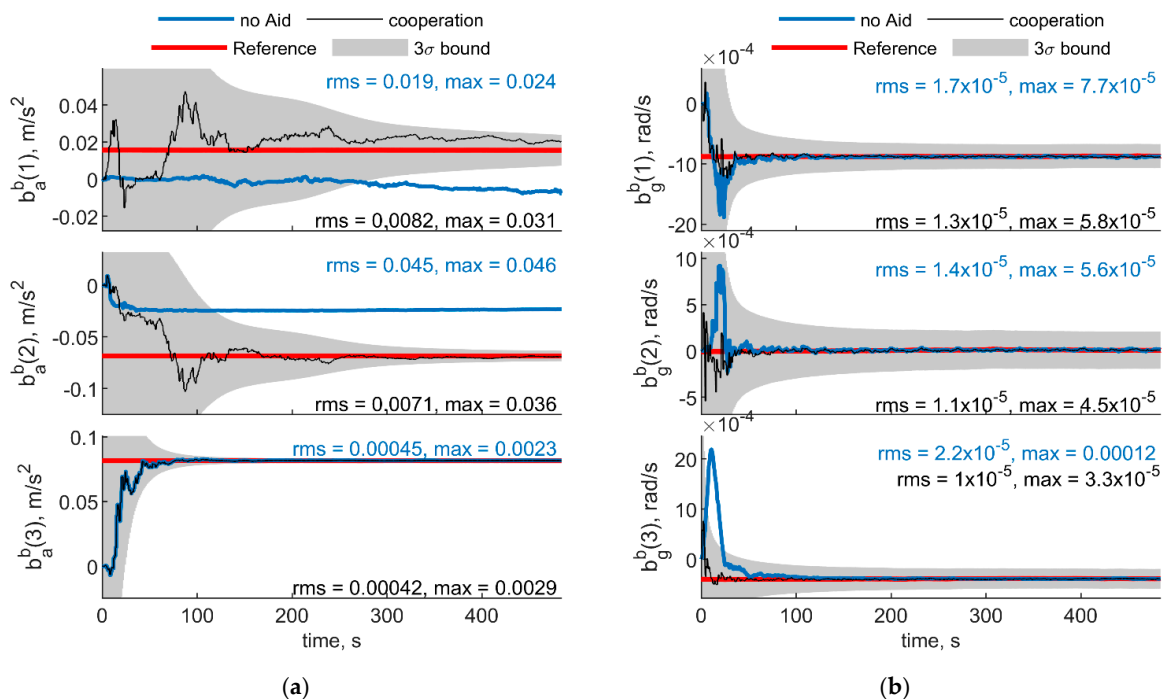 no Aid cooperation
Reference 3σ bound
rms = 0.019, max = 0.024
0.04
0.02
0
-0.02
b_a^b(1), m/s²
rms = 0.0082, max = 0.031
rms = 0.045, max = 0.046
0
-0.05
-0.1
b_a^b(2), m/s²
rms = 0.0071, max = 0.036
0.1
0.05
0
b_a^b(3), m/s²
rms = 0.00045, max = 0.0023
rms = 0.00042, max = 0.0029
0 100 200 300 400
time, s
(a)
no Aid cooperation
Reference 3σ bound
×10⁻⁴
rms = 1.7x10⁻⁵, max = 7.7x10⁻⁵
0
-10
-20
b_g^b(1), rad/s
rms = 1.3x10⁻⁵, max = 5.8x10⁻⁵
×10⁻⁴
10
5
0
-5
b_g^b(2), rad/s
rms = 1.4x10⁻⁵, max = 5.6x10⁻⁵
rms = 1.1x10⁻⁵, max = 4.5x10⁻⁵
×10⁻⁴
20
10
0
b_g^b(3), rad/s
rms = 2.2x10⁻⁵, max = 0.00012
rms = 1x10⁻⁵, max = 3.3x10⁻⁵
0 100 200 300 400
time, s
(b)